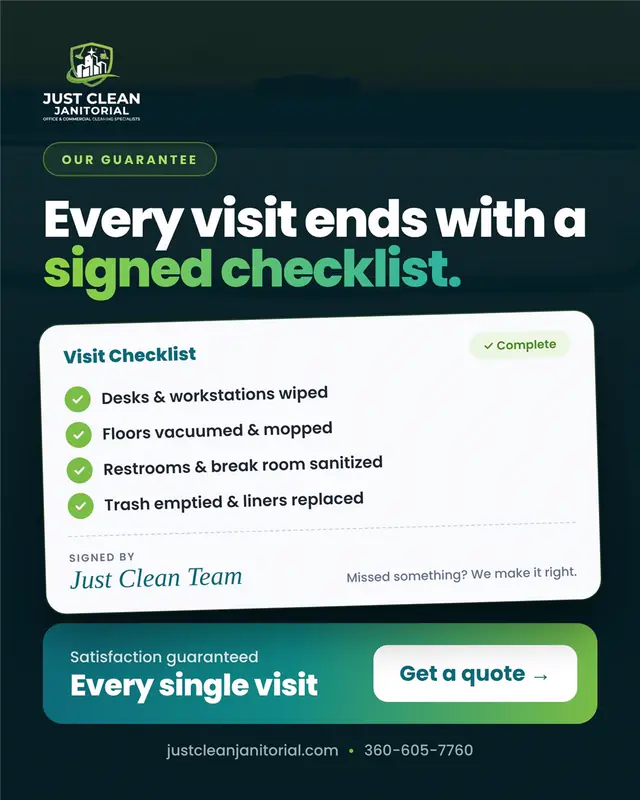 JUST CLEAN
JANITORIAL
OFFICE & COMMERCIAL CLEANING SPECIALISTS
OUR GUARANTEE
Every visit ends with a
signed checklist.
Visit Checklist
✓ Complete
Desks & workstations wiped
Floors vacuumed & mopped
Restrooms & break room sanitized
Trash emptied & liners replaced
SIGNED BY
Just Clean Team
Missed something? We make it right.
Satisfaction guaranteed
Every single visit
Get a quote →
justcleanjanitorial.com • 360-605-7760